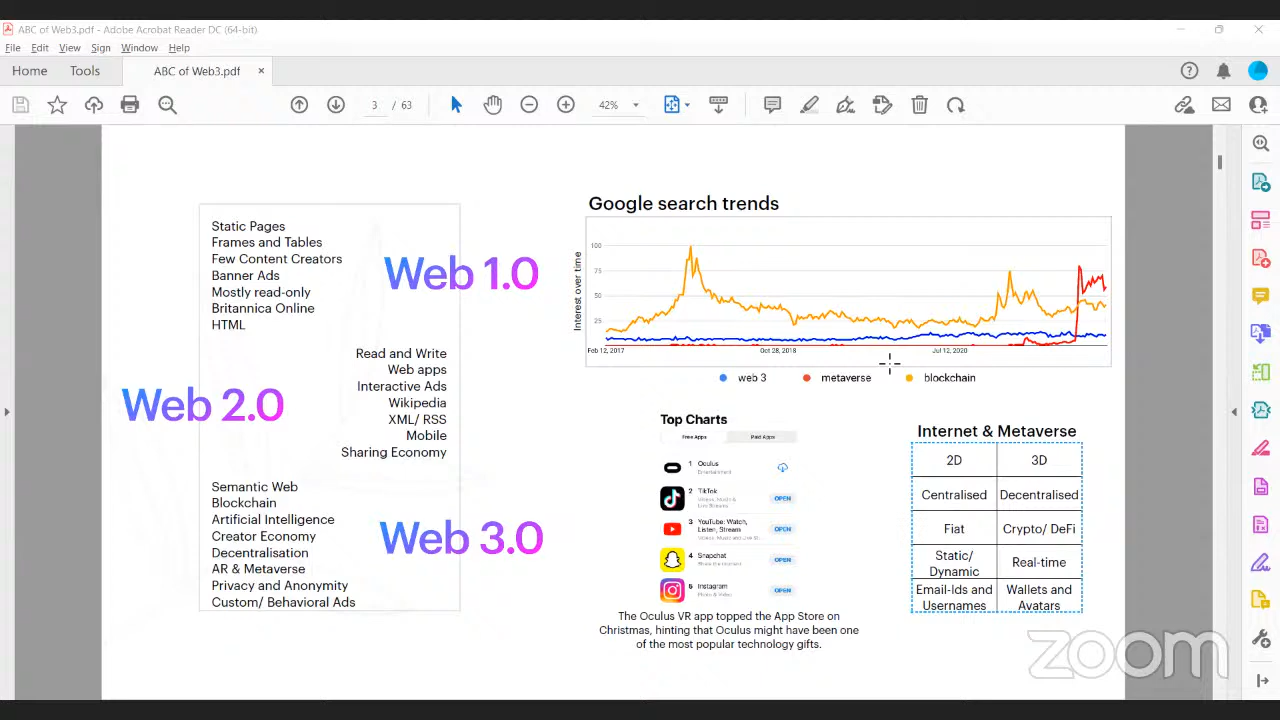 ABC of Web3.pdf - Adobe Acrobat Reader DC (64-bit)
File Edit View Sign Window Help
Home Tools ABC of Web3.pdf ×
3 / 63 42%
Static Pages
Frames and Tables
Few Content Creators
Banner Ads
Mostly read-only
Britannica Online
HTML
Web 1.0
Read and Write
Web apps
Interactive Ads
Wikipedia
XML/ RSS
Mobile
Sharing Economy
Web 2.0
Semantic Web
Blockchain
Artificial Intelligence
Creator Economy
Decentralisation
AR & Metaverse
Privacy and Anonymity
Custom/ Behavioral Ads
Web 3.0
Google search trends
Interest over time
100
75
50
25
Feb 12, 2017 Oct 28, 2018 Jul 12, 2020
web 3 metaverse blockchain
Top Charts
Free Apps Paid Apps
1 Oculus
Entertainment
2 TikTok OPEN
3 YouTube: Watch, Listen, Stream OPEN
4 Snapchat OPEN
5 Instagram OPEN
The Oculus VR app topped the App Store on
Christmas, hinting that Oculus might have been one
of the most popular technology gifts.
Internet & Metaverse
2D 3D
Centralised Decentralised
Fiat Crypto/ DeFi
Static/ Dynamic Real-time
Email-Ids and Usernames Wallets and Avatars
zoom